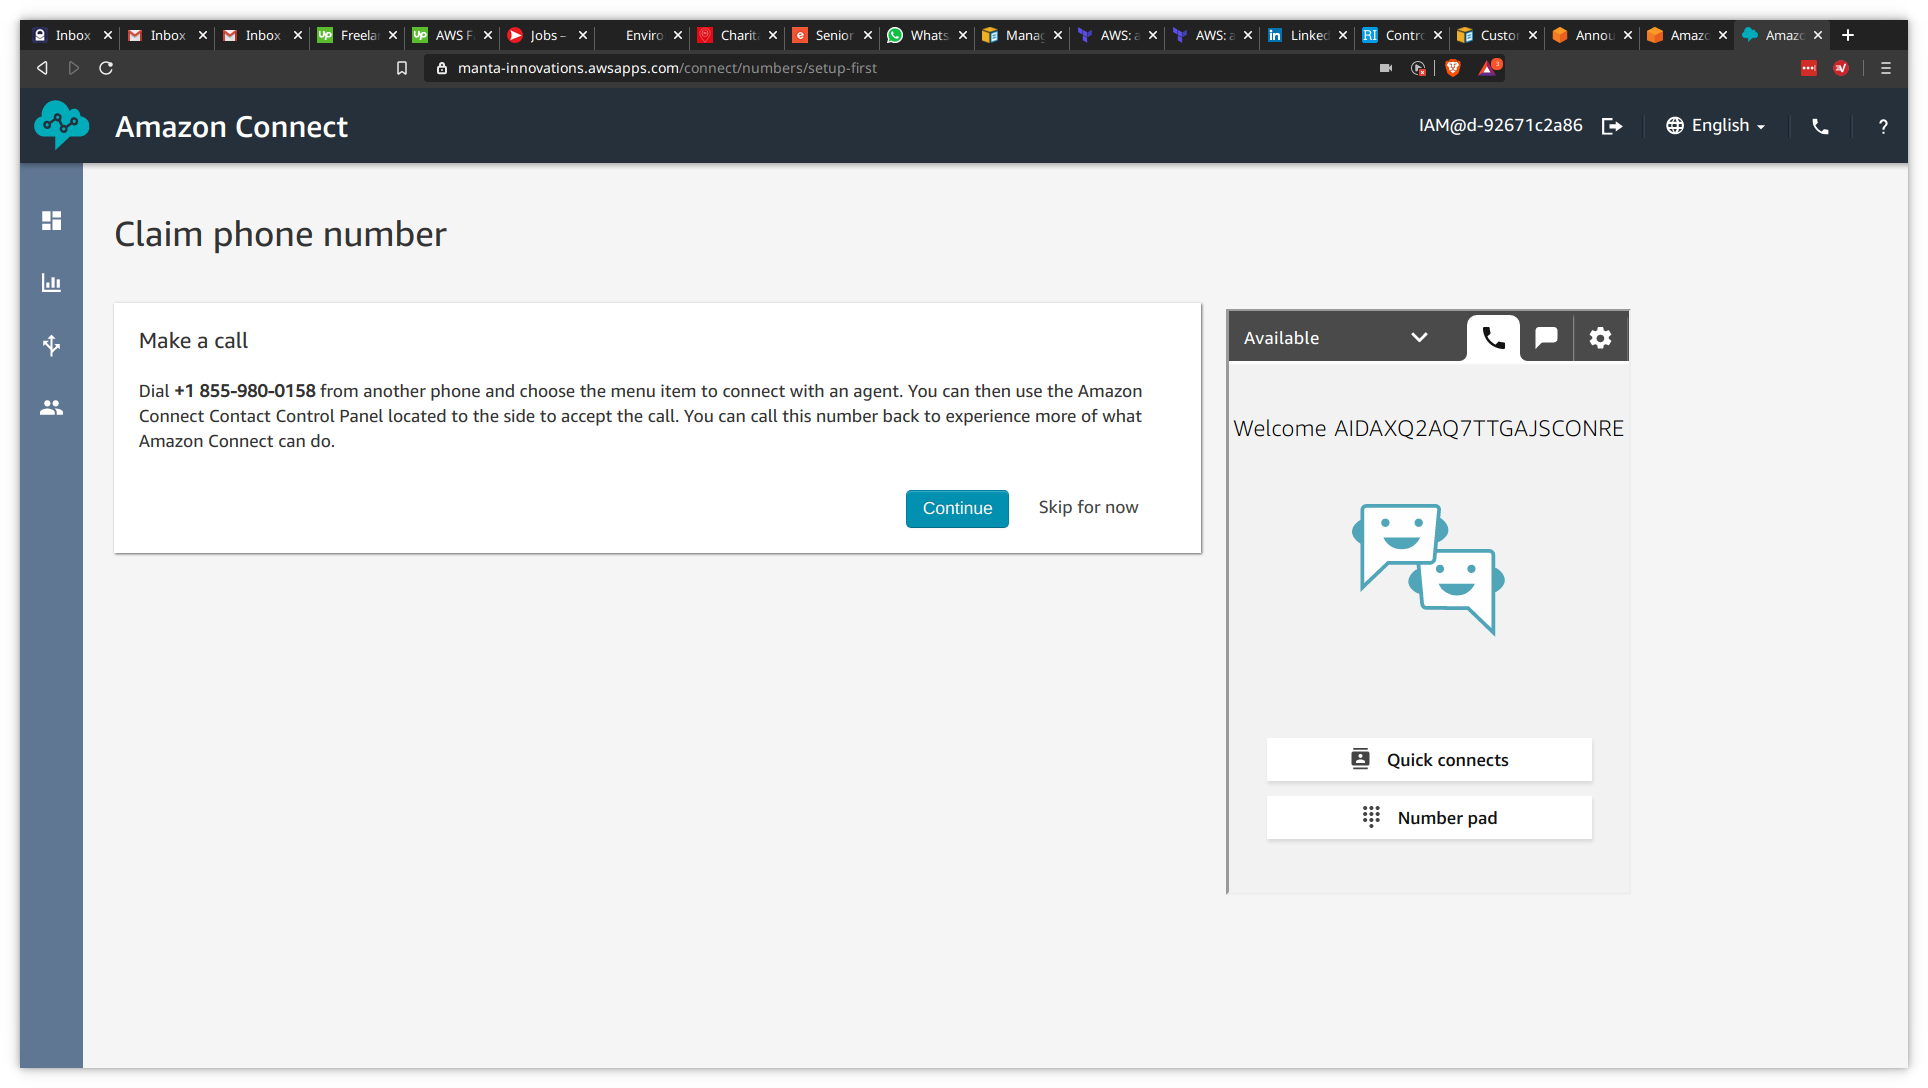 Inbox
Inbox
Inbox
Freelan
AWS F
Jobs –
Enviro
Charit
Senior
Whats
Manag
AWS: a
AWS: a
Linked
Contro
Custom
Annou
Amazo
Amazo
manta-innovations.awsapps.com/connect/numbers/setup-first
3
Amazon Connect
IAM@d-92671c2a86
English
?
Claim phone number
Make a call
Dial +1 855-980-0158 from another phone and choose the menu item to connect with an agent. You can then use the Amazon
Connect Contact Control Panel located to the side to accept the call. You can call this number back to experience more of what
Amazon Connect can do.
Continue
Skip for now
Available
Welcome AIDAXQ2AQ7TTGAJSCONRE
Quick connects
Number pad